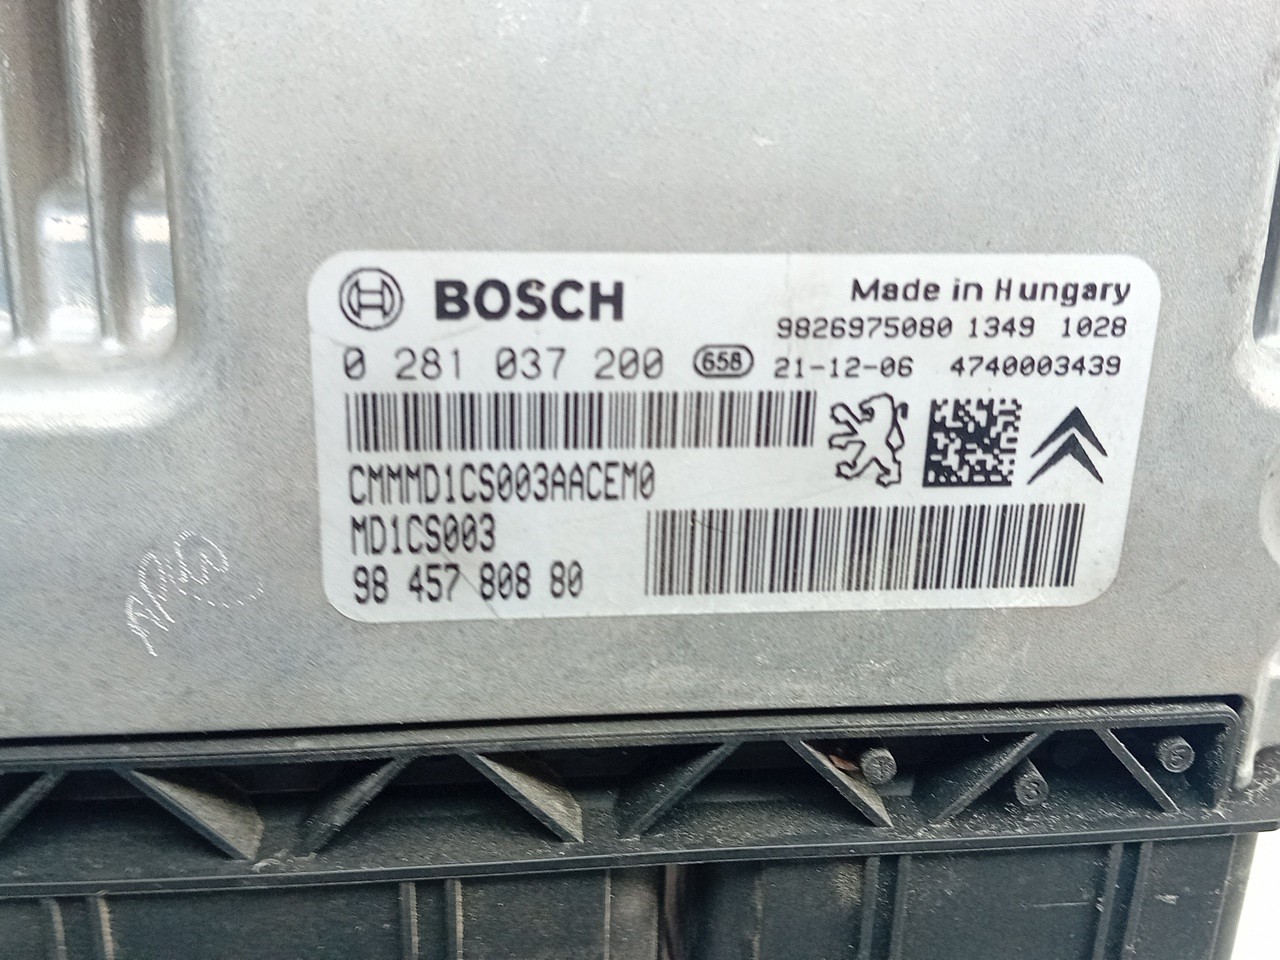 BOSCH
Made in Hungary
9826975080 1349 1028
0 281 037 200 658 21-12-06 4740003439
CMMMD1CS003AACEM0
MD1CS003
98 457 808 80